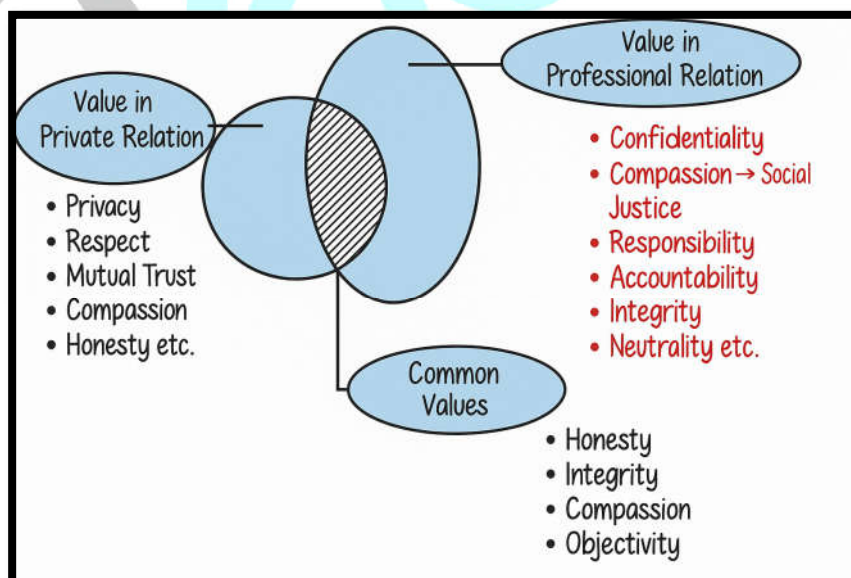 Value in
Professional Relation
Value in
Private Relation
• Confidentiality
• Compassion → Social
Justice
• Responsibility
• Accountability
• Integrity
• Neutrality etc.
• Privacy
• Respect
• Mutual Trust
• Compassion
• Honesty etc.
Common
Values
• Honesty
• Integrity
• Compassion
• Objectivity